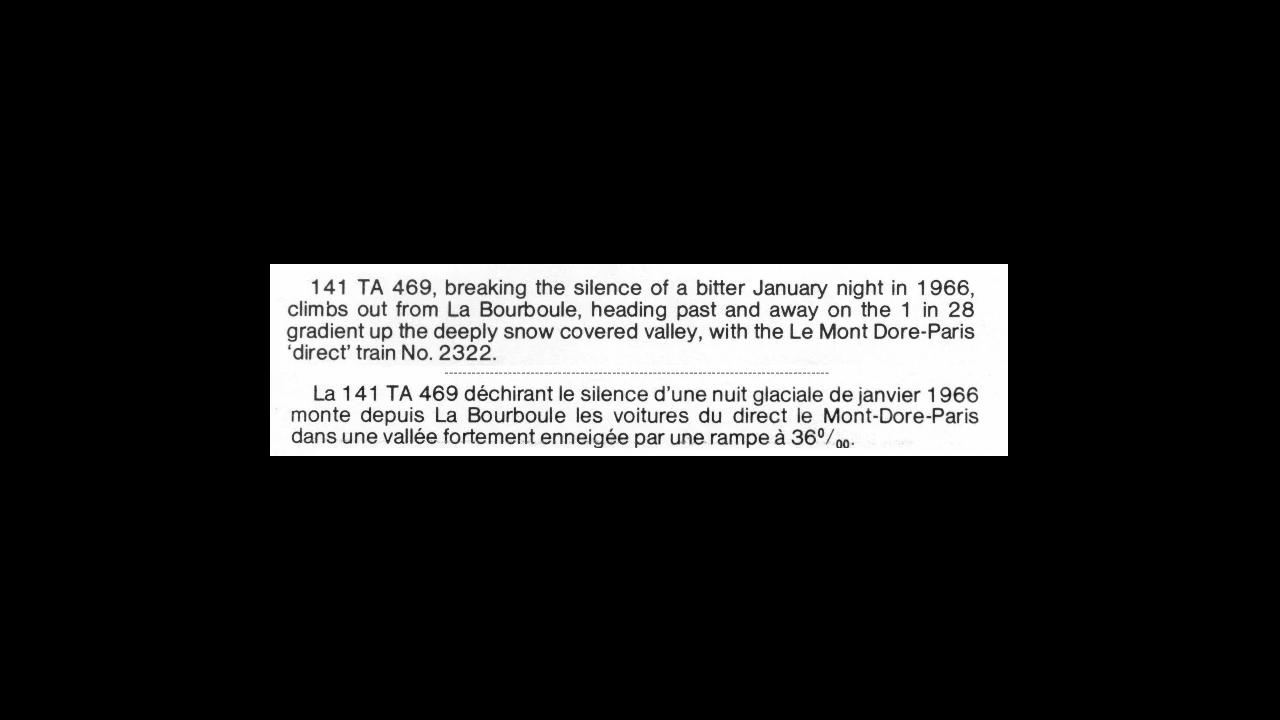 141 TA 469, breaking the silence of a bitter January night in 1966,
climbs out from La Bourboule, heading past and away on the 1 in 28
gradient up the deeply snow covered valley, with the Le Mont Dore-Paris
‘direct’ train No. 2322.
La 141 TA 469 déchirant le silence d’une nuit glaciale de janvier 1966
monte depuis La Bourboule les voitures du direct le Mont-Dore-Paris
dans une vallée fortement enneigée par une rampe à 36⁰/₀₀.